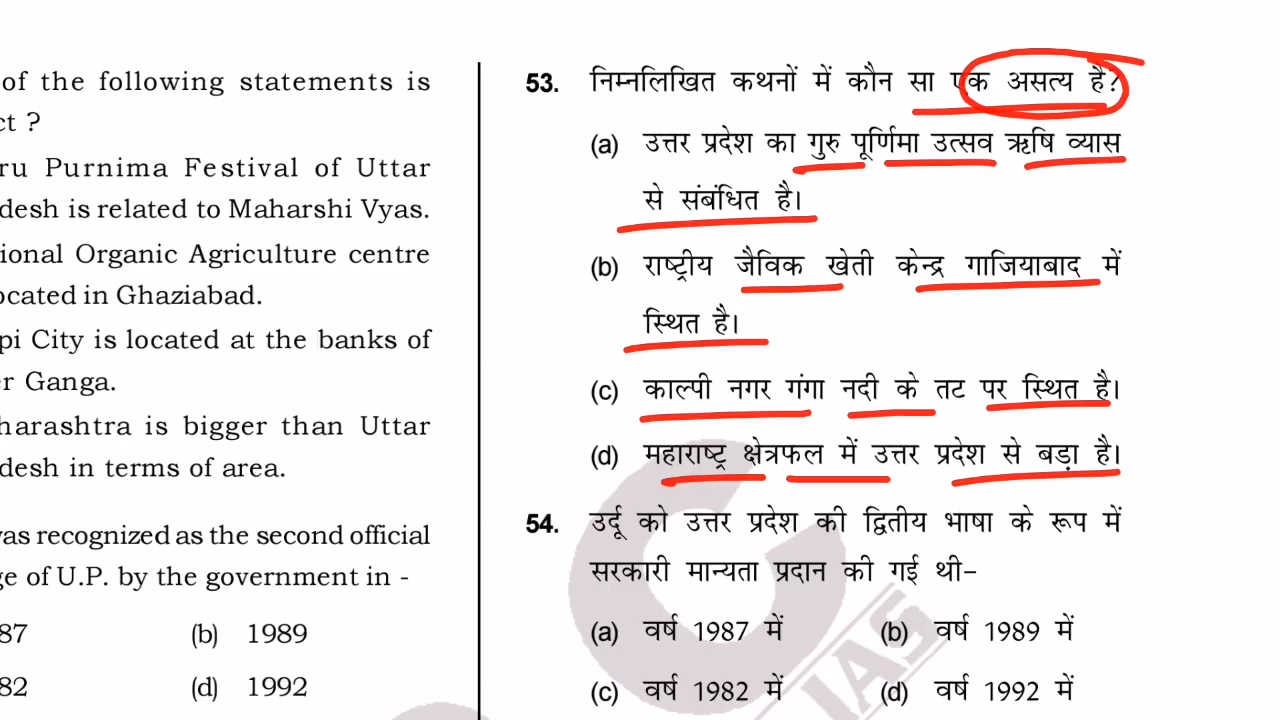 of the following statements is
ct ?
ru Purnima Festival of Uttar
desh is related to Maharshi Vyas.
ional Organic Agriculture centre
ocated in Ghaziabad.
pi City is located at the banks of
er Ganga.
harashtra is bigger than Uttar
desh in terms of area.
was recognized as the second official
ge of U.P. by the government in -
87 (b) 1989
82 (d) 1992
53. निम्नलिखित कथनों में कौन सा एक असत्य है?
(a) उत्तर प्रदेश का गुरु पूर्णिमा उत्सव ऋषि व्यास
से संबंधित है।
(b) राष्ट्रीय जैविक खेती केन्द्र गाजियाबाद में
स्थित है।
(c) काल्पी नगर गंगा नदी के तट पर स्थित है।
(d) महाराष्ट्र क्षेत्रफल में उत्तर प्रदेश से बड़ा है।
54. उर्दू को उत्तर प्रदेश की द्वितीय भाषा के रूप में
सरकारी मान्यता प्रदान की गई थी–
(a) वर्ष 1987 में (b) वर्ष 1989 में
(c) वर्ष 1982 में (d) वर्ष 1992 में
IAS